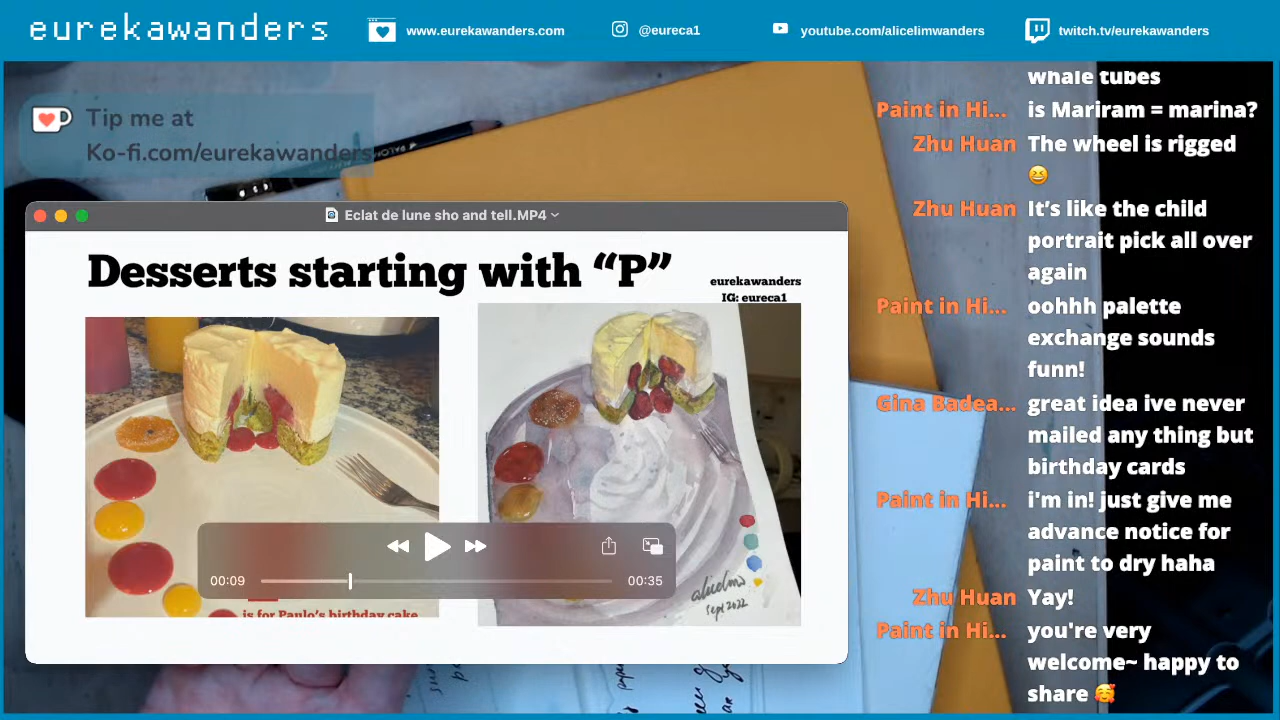 eurekawanders
www.eurekawanders.com
@eureca1
youtube.com/alicelimwanders
twitch.tv/eurekawanders
Tip me at
Ko-fi.com/eurekawanders
Eclat de lune sho and tell.MP4
Desserts starting with “P”
eurekawanders
IG: eureca1
00:09
00:35
is for Paulo's birthday cake
Sept 2022
whale tubes
Paint in Hi... is Mariram = marina?
Zhu Huan The wheel is rigged
😆
Zhu Huan It’s like the child
portrait pick all over
again
Paint in Hi... oohhh palette
exchange sounds
funn!
Gina Badea... great idea ive never
mailed any thing but
birthday cards
Paint in Hi... i'm in! just give me
advance notice for
paint to dry haha
Zhu Huan Yay!
Paint in Hi... you're very
welcome~ happy to
share 🥰